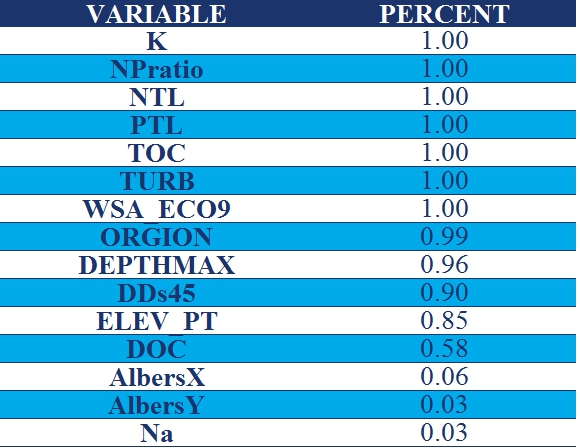 VARIABLE PERCENT
K 1.00
NPratio 1.00
NTL 1.00
PTL 1.00
TOC 1.00
TURB 1.00
WSA_ECO9 1.00
ORGION 0.99
DEPTHMAX 0.96
DDs45 0.90
ELEV_PT 0.85
DOC 0.58
AlbersX 0.06
AlbersY 0.03
Na 0.03